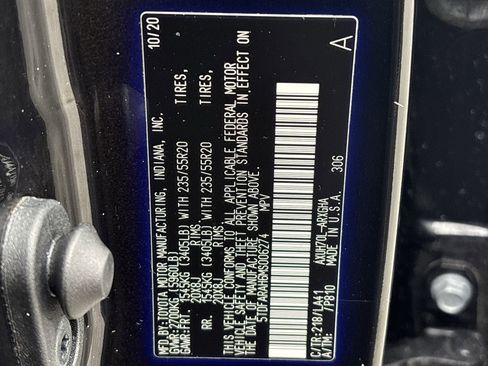 MFD.BY:TOYOTA MOTOR MANUFACTURING, INDIANA, INC. 10/20
GVWR:2700KG (5960LB)
GAWR:FRT. 1545KG (3405LB) WITH 235/55R20 TIRES,
20X8J RIMS
RR. 1545KG (3405LB) WITH 235/55R20 TIRES,
20X8J RIMS
THIS VEHICLE CONFORMS TO ALL APPLICABLE FEDERAL MOTOR
VEHICLE SAFETY AND THEFT PREVENTION STANDARDS IN EFFECT ON
THE DATE OF MANUFACTURE SHOWN ABOVE.
5TDFARAH6MS006274 MPV
C/TR:218/LA41 AXUH70L-ARXGHA
A/TM: /P810 MADE IN U.S.A. 306 A